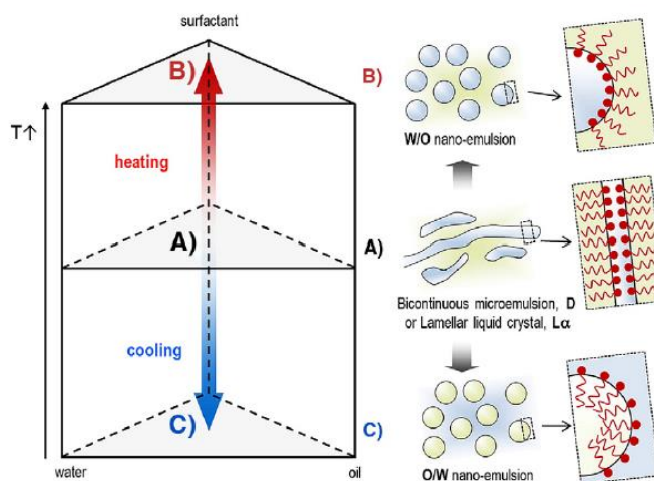 surfactant
B)
T↑
heating
A)
cooling
C)
water
oil
B)
W/O nano-emulsion
A)
Bicontinuous microemulsion, D
or Lamellar liquid crystal, Lα
C)
O/W nano-emulsion